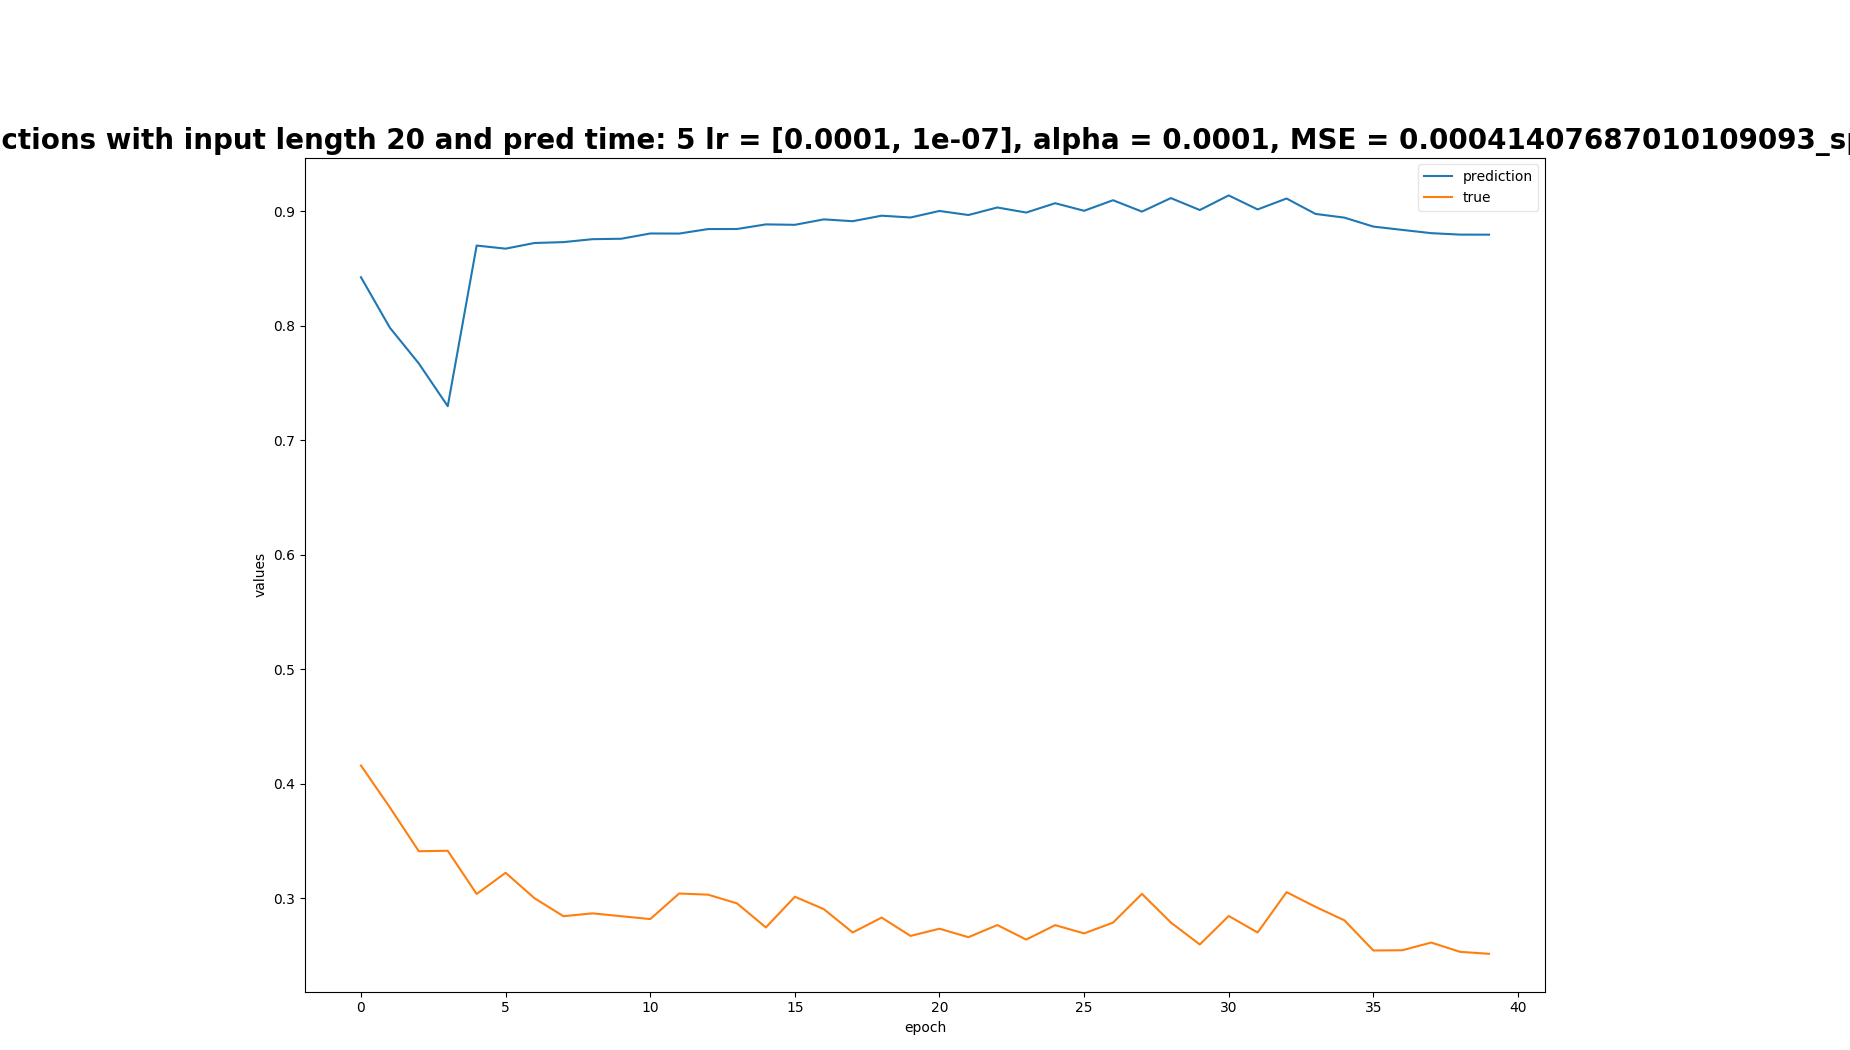 with input length 20 and pred time: 5 lr = [0.0001, 1e-07], alpha = 0.0001, MSE = 0.00041407687010109093_sp
prediction
true
0.9
0.8
0.7
0.6
0.5
0.4
0.3
values
0 5 10 15 20 25 30 35 40
epoch